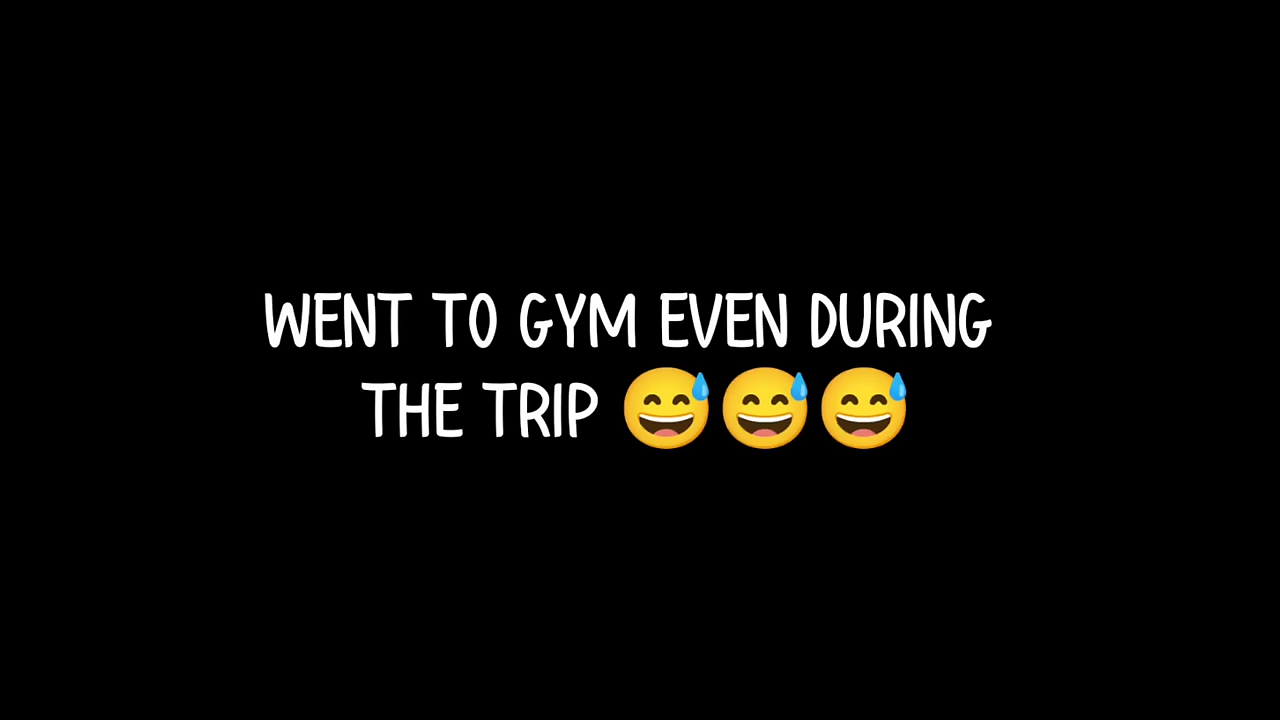 WENT TO GYM EVEN DURING
THE TRIP 😅😅😅